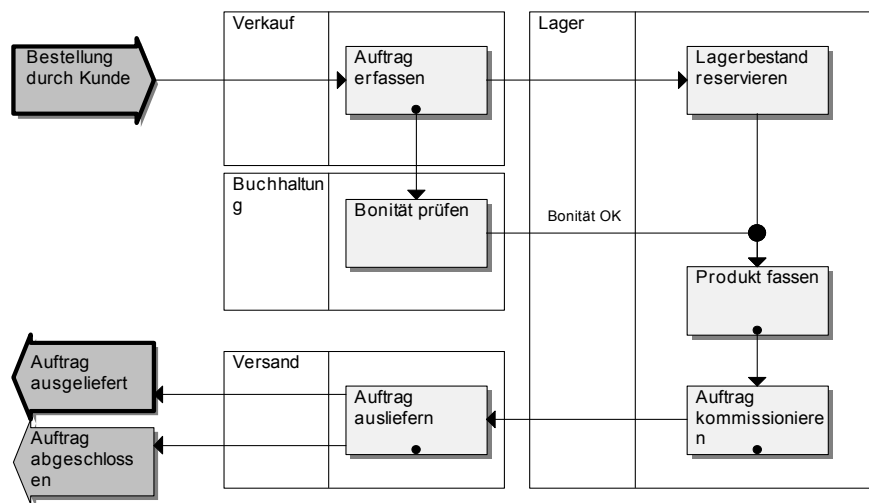 Verkauf
Lager
Bestellung
durch Kunde
Auftrag
erfassen
Lagerbestand
reservieren
Buchhaltun
g
Bonität prüfen
Bonität OK
Produkt fassen
Auftrag
ausgeliefert
Versand
Auftrag
ausliefern
Auftrag
kommissioniere
n
Auftrag
abgeschloss
en